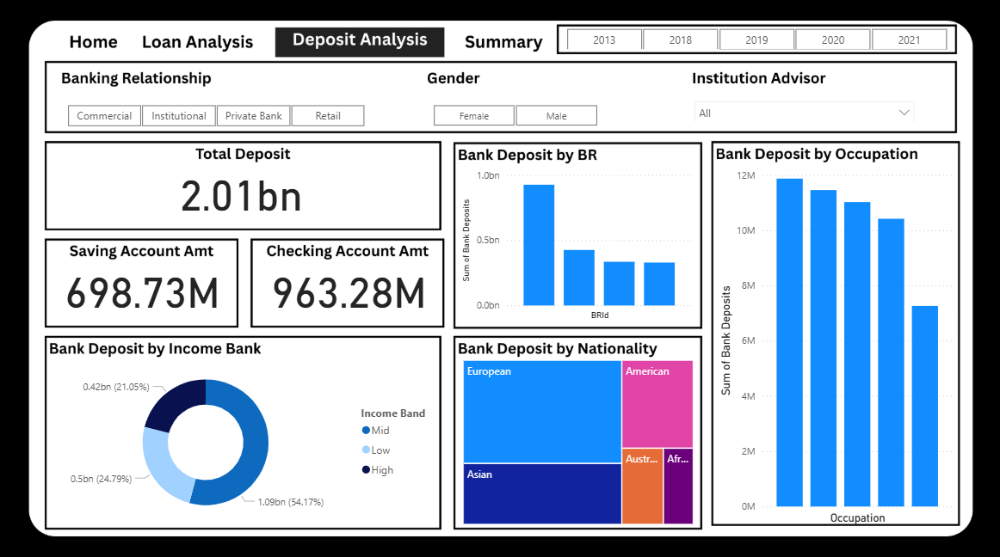 Home
Loan Analysis
Deposit Analysis
Summary
2013
2018
2019
2020
2021
Banking Relationship
Commercial
Institutional
Private Bank
Retail
Gender
Female
Male
Institution Advisor
All
Total Deposit
2.01bn
Saving Account Amt
698.73M
Checking Account Amt
963.28M
Bank Deposit by BR
Sum of Bank Deposits
1.0bn
0.5bn
0.0bn
BRId
Bank Deposit by Occupation
Sum of Bank Deposits
12M
10M
8M
6M
4M
2M
0M
Occupation
Bank Deposit by Income Bank
0.42bn (21.05%)
0.5bn (24.79%)
1.09bn (54.17%)
Income Band
Mid
Low
High
Bank Deposit by Nationality
European
Asian
American
Austr...
Afr...